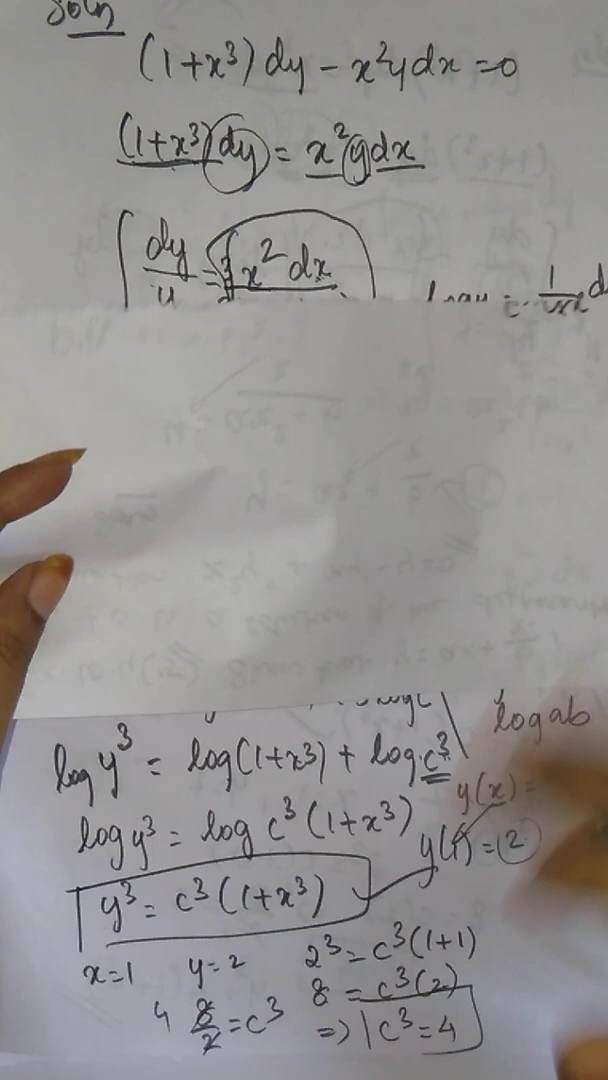 Soln
(1+x³) dy − x²y dx = 0
(1+x³) dy = x² y dx
∫ dy/y = ∫ x² dx
log y³ = log(1+x³) + log c³
log ab
log y³ = log c³ (1+x³)
y(x) =
y(1) = 2
y³ = c³ (1+x³)
x=1 y=2 2³ = c³(1+1)
8 = c³(2)
4 8/2 = c³ ⇒ c³ = 4